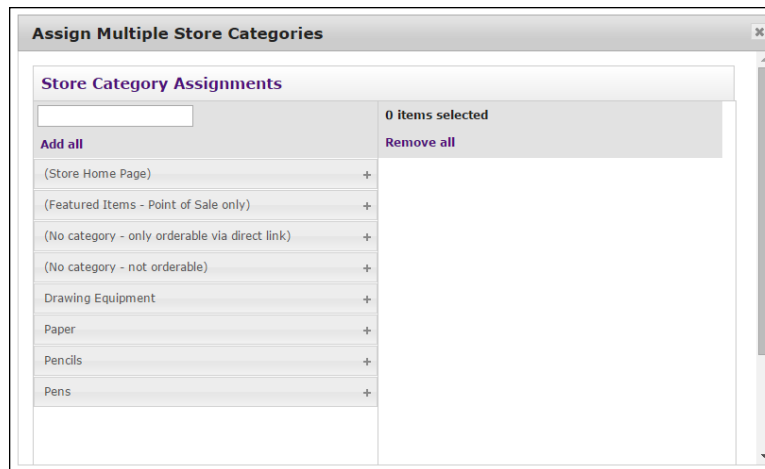 Assign Multiple Store Categories
Store Category Assignments
0 items selected
Add all
Remove all
(Store Home Page)
(Featured Items - Point of Sale only)
(No category - only orderable via direct link)
(No category - not orderable)
Drawing Equipment
Paper
Pencils
Pens